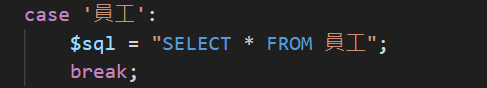 case '員工':
$sql = "SELECT * FROM 員工";
break;